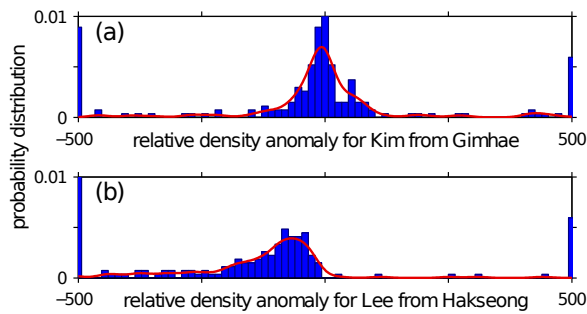 probability distribution
0.01
(a)
0
−500
relative density anomaly for Kim from Gimhae
500
0.01
(b)
0
−500
relative density anomaly for Lee from Hakseong
500